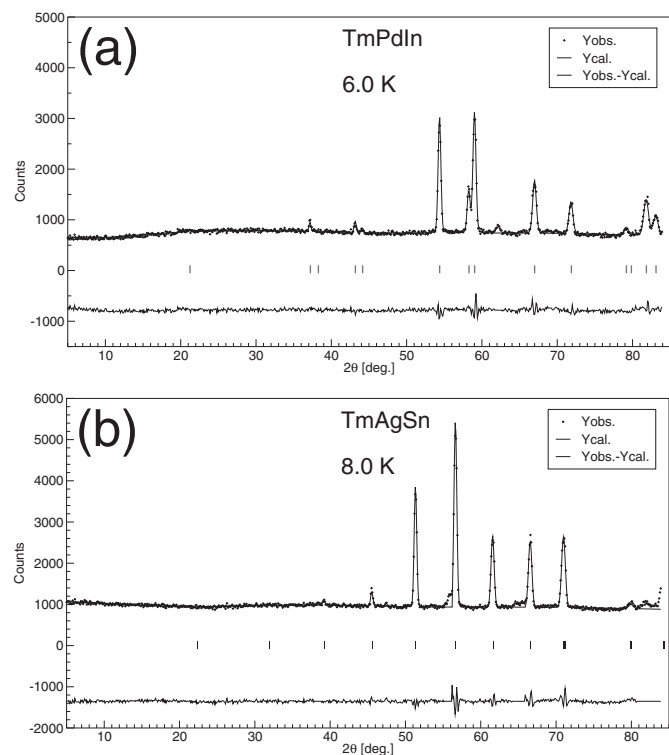 5000
4000
3000
2000
1000
0
-1000
Counts
(a)
TmPdIn
6.0 K
Yobs.
Ycal.
Yobs.-Ycal.
10 20 30 40 50 60 70 80
2θ [deg.]
6000
5000
4000
3000
2000
1000
0
-1000
-2000
Counts
(b)
TmAgSn
8.0 K
Yobs.
Ycal.
Yobs.-Ycal.
10 20 30 40 50 60 70 80
2θ [deg.]